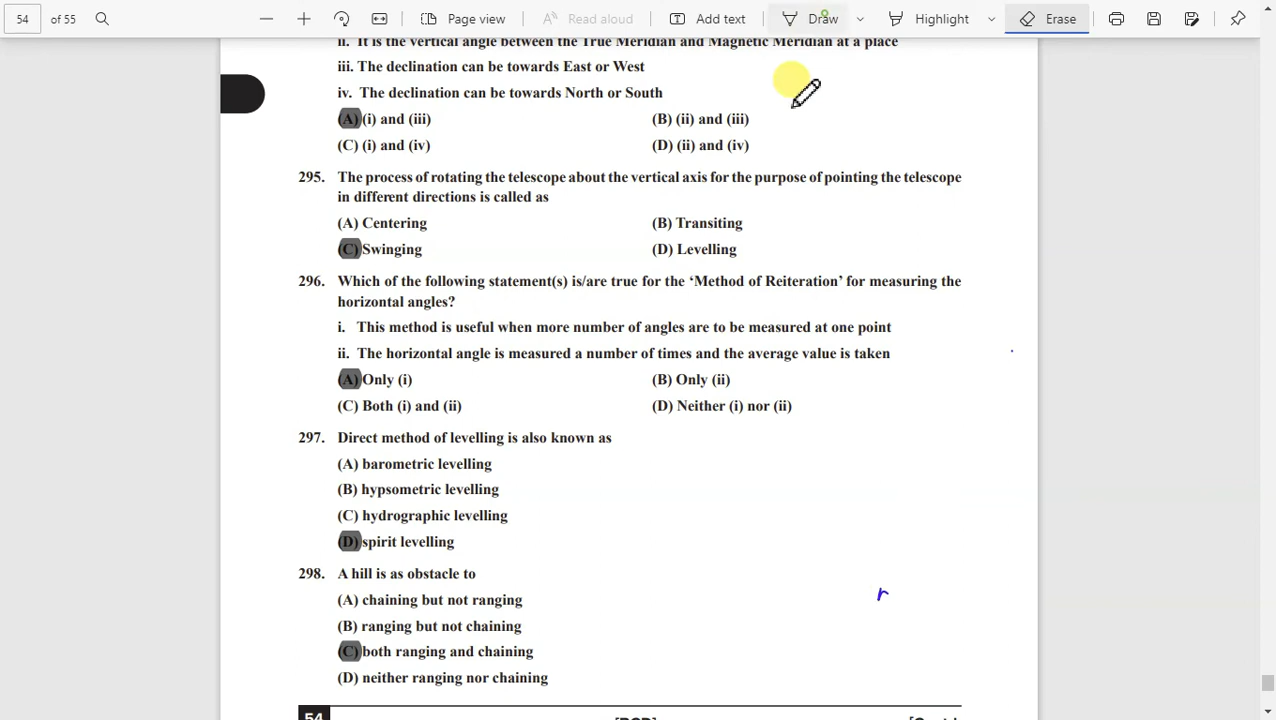 54 of 55 Page view Read aloud Add text Draw Highlight Erase
ii. It is the vertical angle between the True Meridian and Magnetic Meridian at a place
iii. The declination can be towards East or West
iv. The declination can be towards North or South
(A) (i) and (iii) (B) (ii) and (iii)
(C) (i) and (iv) (D) (ii) and (iv)
295. The process of rotating the telescope about the vertical axis for the purpose of pointing the telescope
in different directions is called as
(A) Centering (B) Transiting
(C) Swinging (D) Levelling
296. Which of the following statement(s) is/are true for the ‘Method of Reiteration’ for measuring the
horizontal angles?
i. This method is useful when more number of angles are to be measured at one point
ii. The horizontal angle is measured a number of times and the average value is taken
(A) Only (i) (B) Only (ii)
(C) Both (i) and (ii) (D) Neither (i) nor (ii)
297. Direct method of levelling is also known as
(A) barometric levelling
(B) hypsometric levelling
(C) hydrographic levelling
(D) spirit levelling
298. A hill is as obstacle to
(A) chaining but not ranging
r
(B) ranging but not chaining
(C) both ranging and chaining
(D) neither ranging nor chaining
54